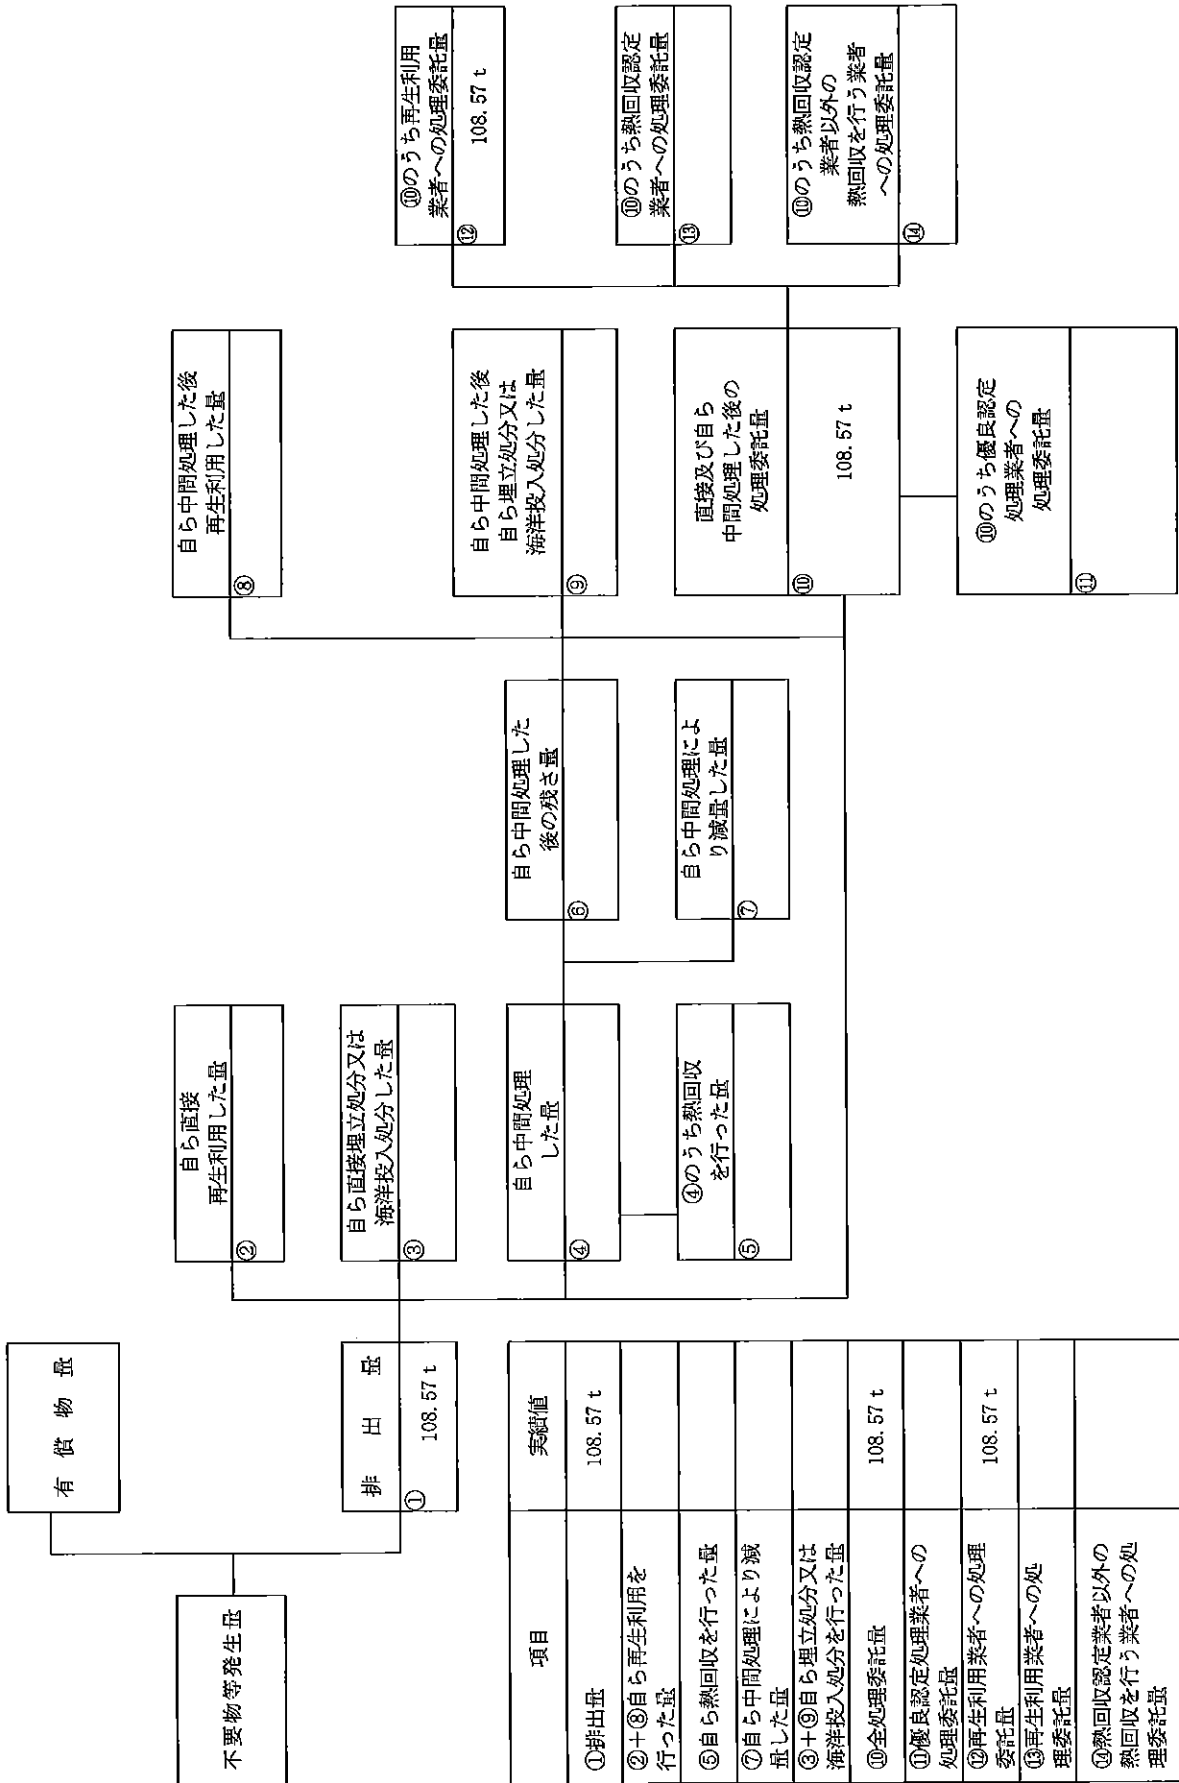 不要物等発生量
有償物量
排出量
①
108.57 t
自ら直接
再生利用した量
②
自ら直接埋立処分又は
海洋投入処分した量
③
自ら中間処理
した量
④
④のうち熱回収
を行った量
⑤
自ら中間処理した
後の残さ量
⑥
自ら中間処理によ
り減量した量
⑦
自ら中間処理した後
再生利用した量
⑧
自ら中間処理した後
自ら埋立処分又は
海洋投入処分した量
⑨
直接及び自ら
中間処理した後の
処理委託量
⑩
108.57 t
⑩のうち優良認定
処理業者への
処理委託量
⑪
⑩のうち再生利用
業者への処理委託量
⑫
108.57 t
⑩のうち熱回収認定
業者への処理委託量
⑬
⑩のうち熱回収認定
業者以外の
熱回収を行う業者
への処理委託量
⑭
項目
実績値
①排出量
108.57 t
②+⑧自ら再生利用を
行った量
⑤自ら熱回収を行った量
⑦自ら中間処理により減
量した量
③+⑨自ら埋立処分又は
海洋投入処分を行った量
⑩全処理委託量
108.57 t
⑪優良認定処理業者への
処理委託量
⑫再生利用業者への処理
委託量
108.57 t
⑬再生利用業者への処
理委託量
⑭熱回収認定業者以外の
熱回収を行う業者への処
理委託量